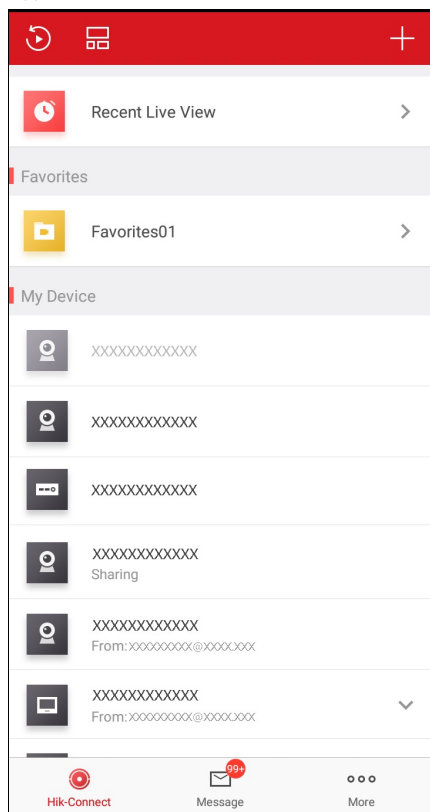 Recent Live View
Favorites
Favorites01
My Device
XXXXXXXXXXXX
XXXXXXXXXXXX
XXXXXXXXXXXX
XXXXXXXXXXXX
Sharing
XXXXXXXXXXXX
From:XXXXXXXXX@XXXX.XXX
XXXXXXXXXXXX
From:XXXXXXXXX@XXXX.XXX
99+
Hik-Connect
Message
More